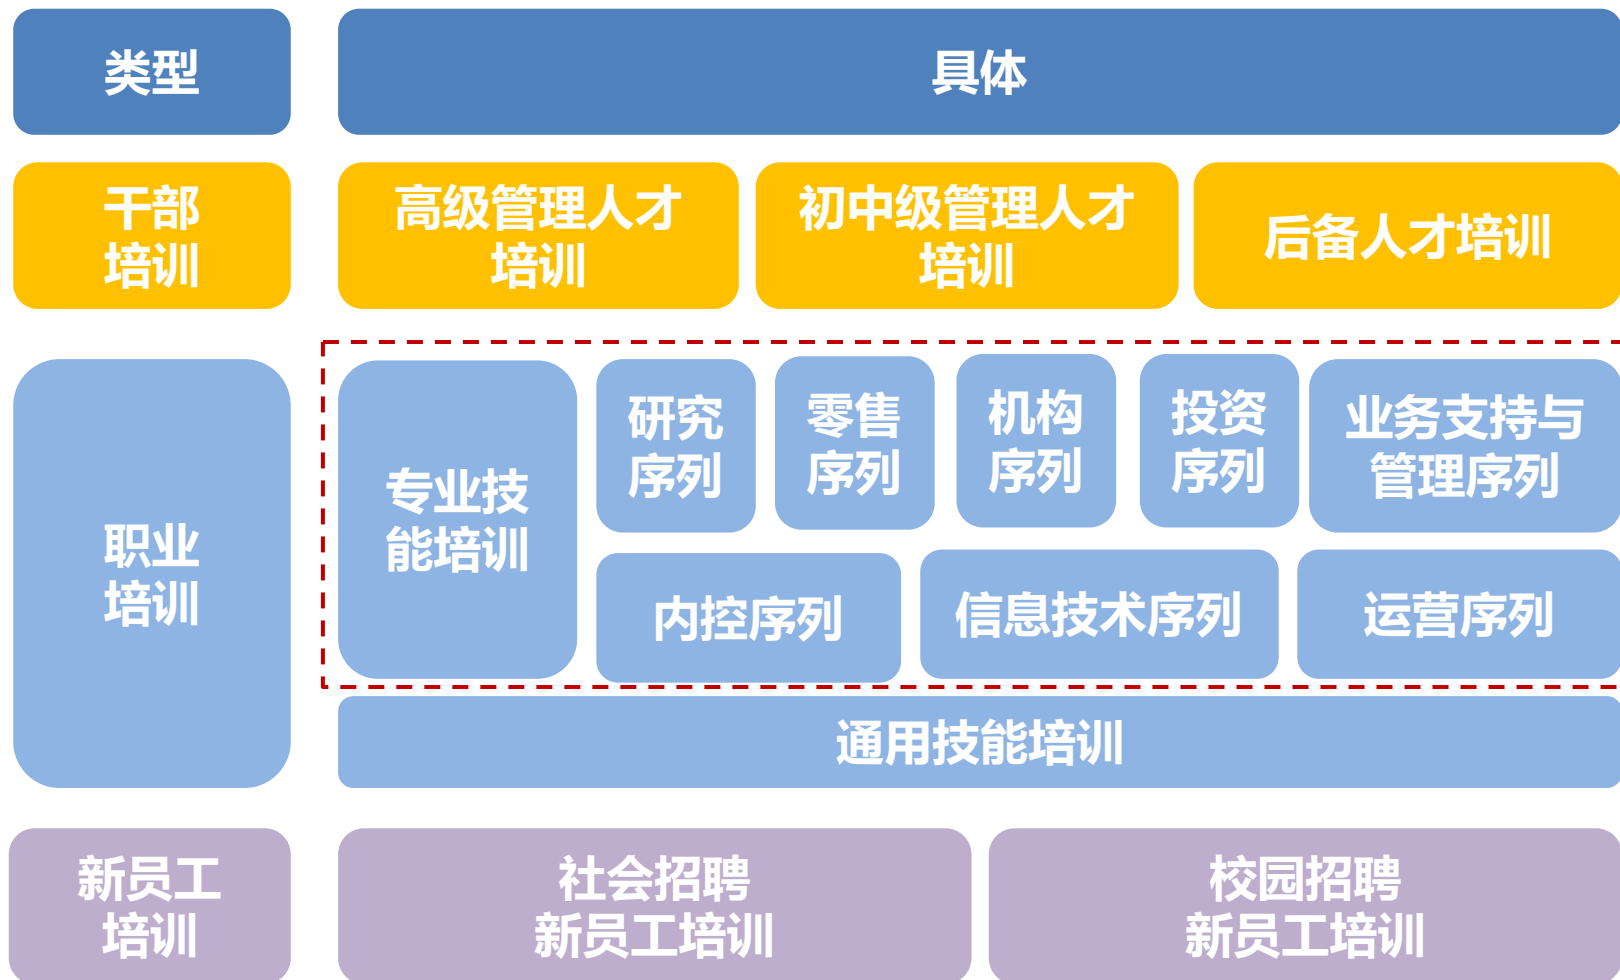 类型
具体
干部
培训
高级管理人才
培训
初中级管理人才
培训
后备人才培训
职业
培训
专业技
能培训
研究
序列
零售
序列
机构
序列
投资
序列
业务支持与
管理序列
内控序列
信息技术序列
运营序列
通用技能培训
新员工
培训
社会招聘
新员工培训
校园招聘
新员工培训